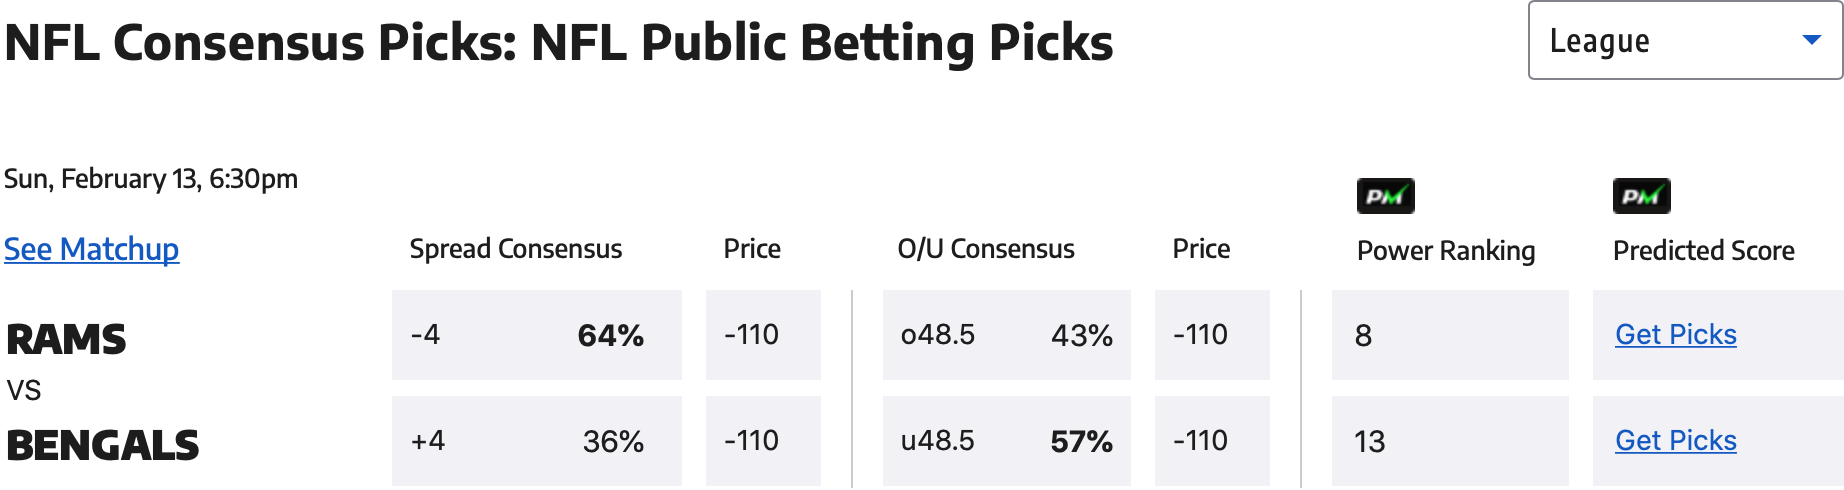 NFL Consensus Picks: NFL Public Betting Picks
League
Sun, February 13, 6:30pm
PM PM
See Matchup Spread Consensus Price O/U Consensus Price Power Ranking Predicted Score
RAMS -4 64% -110 o48.5 43% -110 8 Get Picks
VS
BENGALS +4 36% -110 u48.5 57% -110 13 Get Picks